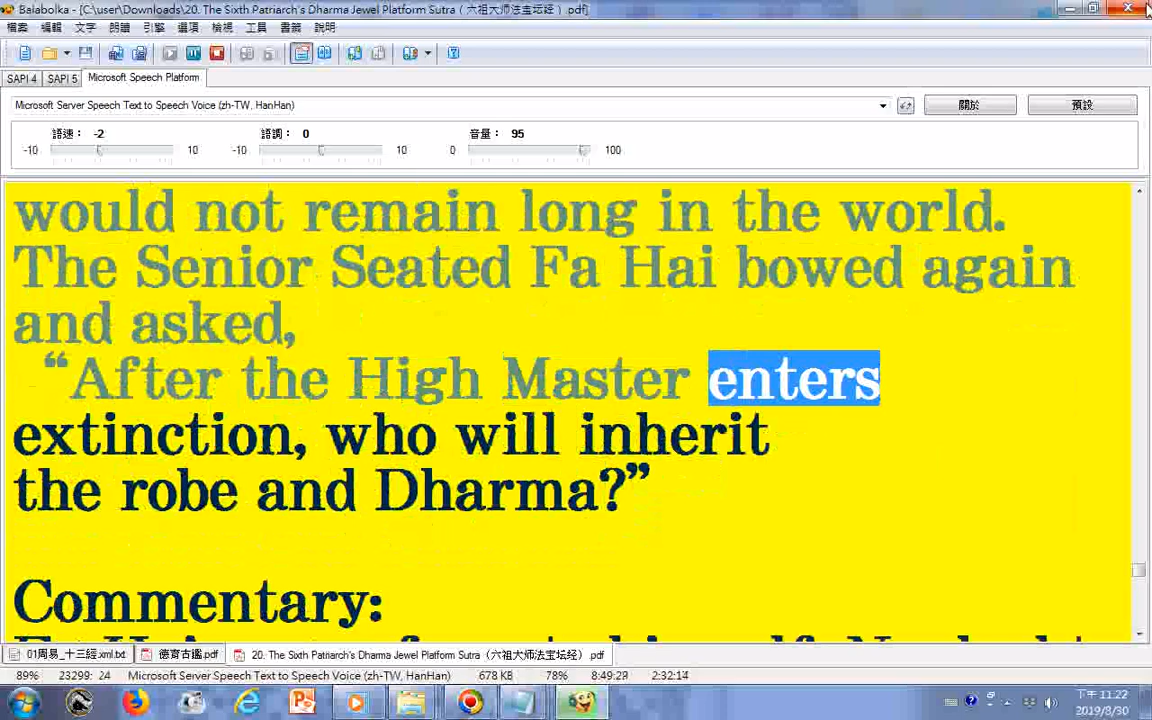 Balabolka - [C:\user\Downloads\20. The Sixth Patriarch's Dharma Jewel Platform Sutra（六祖大师法宝坛经）.pdf]
檔案 編輯 文字 朗讀 引擎 選項 檢視 工具 書籤 說明
SAPI 4 SAPI 5 Microsoft Speech Platform
Microsoft Server Speech Text to Speech Voice (zh-TW, HanHan) 關於 預設
語速： -2 語調： 0 音量： 95
-10 10 -10 10 0 100
would not remain long in the world.
The Senior Seated Fa Hai bowed again
and asked,
“After the High Master enters
extinction, who will inherit
the robe and Dharma?”
Commentary:
01周易_十三經.xml.txt 德育古鑑.pdf 20. The Sixth Patriarch's Dharma Jewel Platform Sutra（六祖大师法宝坛经）.pdf
89% 23299: 24 Microsoft Server Speech Text to Speech Voice (zh-TW, HanHan) 678 KB 78% 8:49:29 2:32:14
下午 11:22
2019/8/30